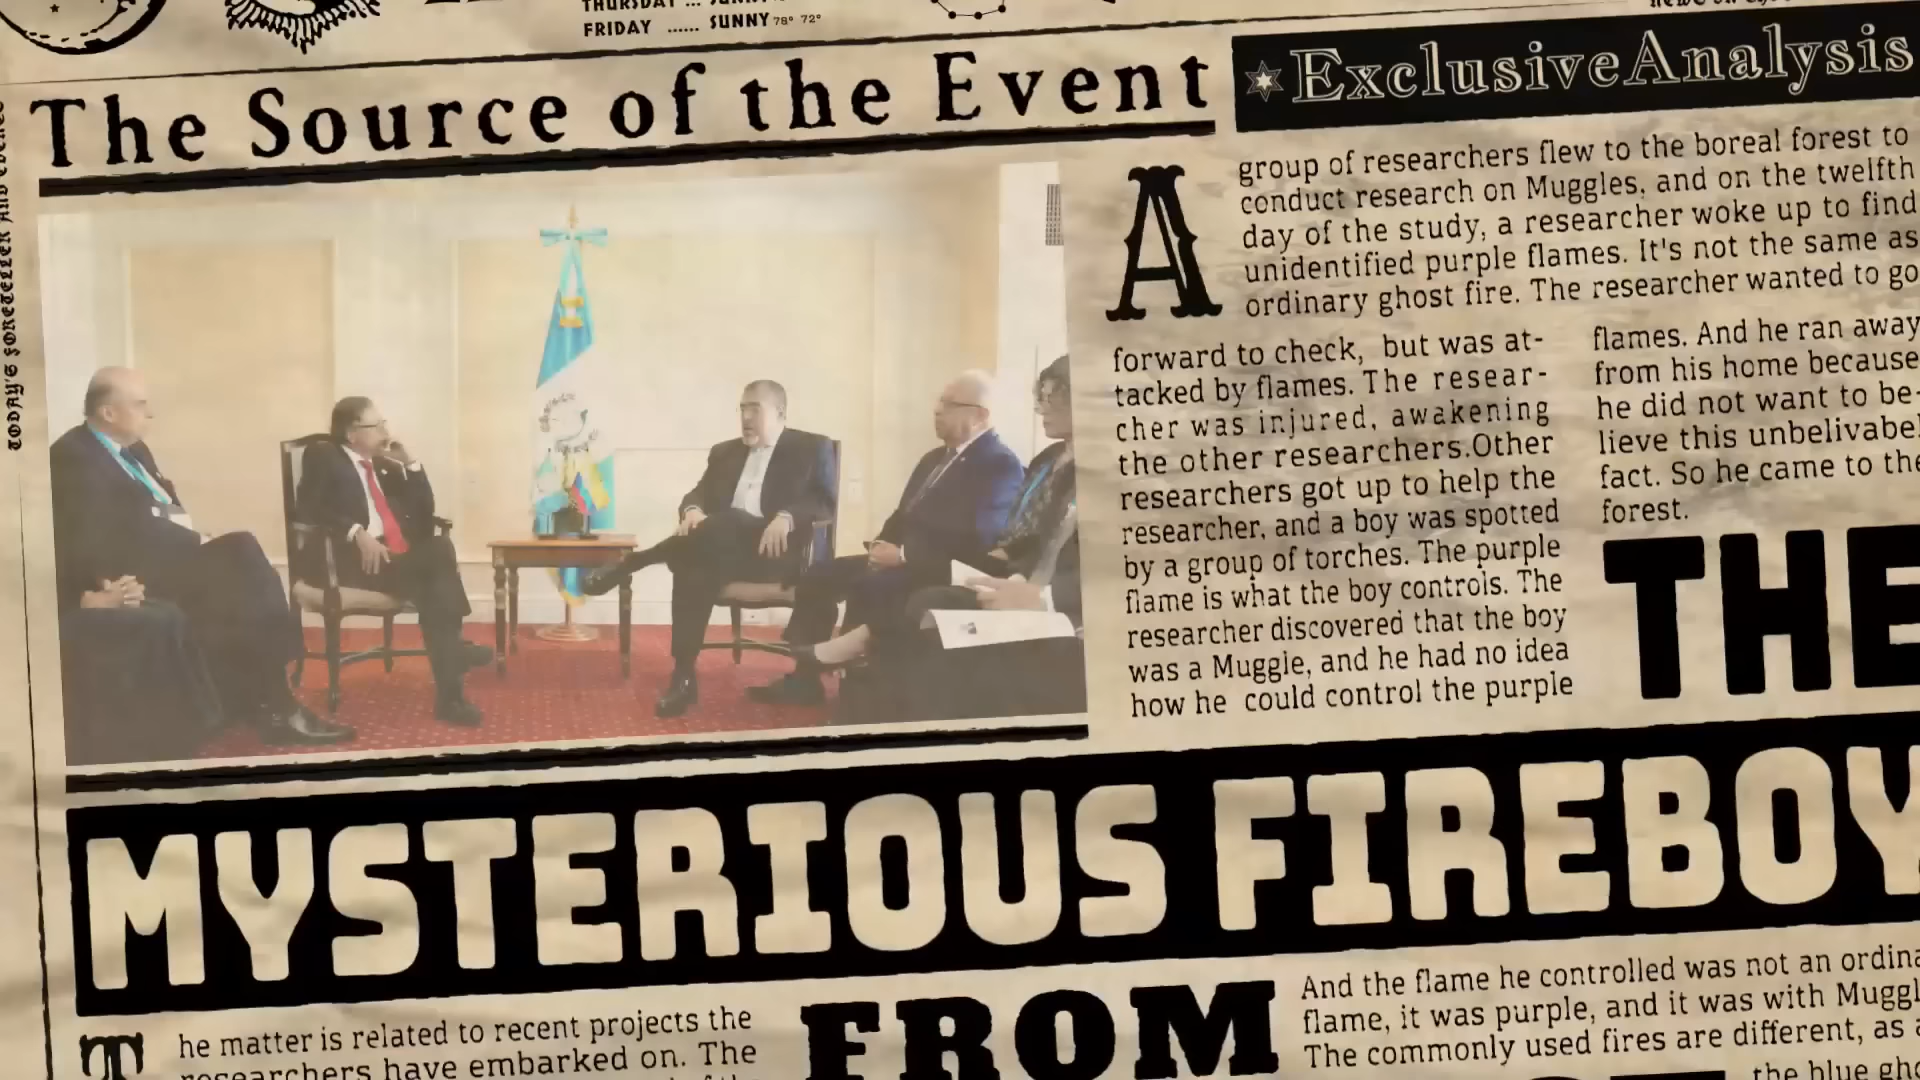 THURSDAY ...
FRIDAY ...... SUNNY 78° 72°
TODAY'S FORETELLER AND EVENCE
The Source of the Event
Exclusive Analysis
A
group of researchers flew to the boreal forest to
conduct research on Muggles, and on the twelfth
day of the study, a researcher woke up to find
unidentified purple flames. It's not the same as
ordinary ghost fire. The researcher wanted to go
forward to check, but was at-
tacked by flames. The resear-
cher was injured, awakening
the other researchers.Other
researchers got up to help the
researcher, and a boy was spotted
by a group of torches. The purple
flame is what the boy controls. The
researcher discovered that the boy
was a Muggle, and he had no idea
how he could control the purple
flames. And he ran away
from his home because
he did not want to be-
lieve this unbelivabel
fact. So he came to the
forest.
THE
MYSTERIOUS FIREBOY
T
he matter is related to recent projects the
researchers have embarked on. The
FROM
And the flame he controlled was not an ordina
flame, it was purple, and it was with Muggl
The commonly used fires are different, as a
the blue gho